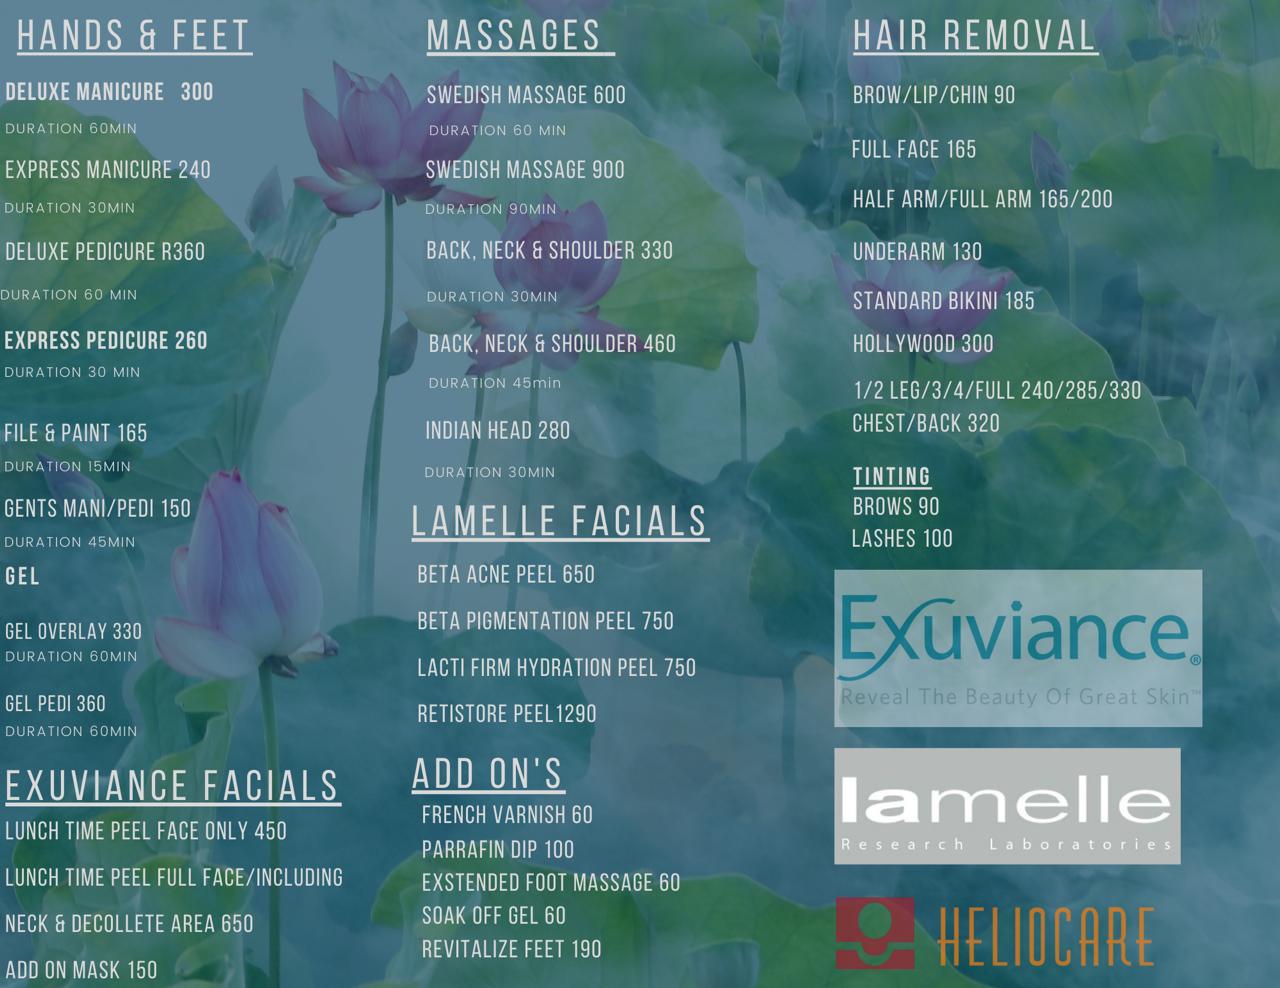 HANDS & FEET
DELUXE MANICURE 300
DURATION 60MIN
EXPRESS MANICURE 240
DURATION 30MIN
DELUXE PEDICURE R360
DURATION 60 MIN
EXPRESS PEDICURE 260
DURATION 30 MIN
FILE & PAINT 165
DURATION 15MIN
GENTS MANI/PEDI 150
DURATION 45MIN
GEL
GEL OVERLAY 330
DURATION 60MIN
GEL PEDI 360
DURATION 60MIN
EXUVIANCE FACIALS
LUNCH TIME PEEL FACE ONLY 450
LUNCH TIME PEEL FULL FACE/INCLUDING
NECK & DECOLLETE AREA 650
ADD ON MASK 150
MASSAGES
SWEDISH MASSAGE 600
DURATION 60 MIN
SWEDISH MASSAGE 900
DURATION 90MIN
BACK, NECK & SHOULDER 330
DURATION 30MIN
BACK, NECK & SHOULDER 460
DURATION 45min
INDIAN HEAD 280
DURATION 30MIN
LAMELLE FACIALS
BETA ACNE PEEL 650
BETA PIGMENTATION PEEL 750
LACTI FIRM HYDRATION PEEL 750
RETISTORE PEEL1290
ADD ON'S
FRENCH VARNISH 60
PARRAFIN DIP 100
EXSTENDED FOOT MASSAGE 60
SOAK OFF GEL 60
REVITALIZE FEET 190
HAIR REMOVAL
BROW/LIP/CHIN 90
FULL FACE 165
HALF ARM/FULL ARM 165/200
UNDERARM 130
STANDARD BIKINI 185
HOLLYWOOD 300
1/2 LEG/3/4/FULL 240/285/330
CHEST/BACK 320
TINTING
BROWS 90
LASHES 100
Exuviance®
Reveal The Beauty Of Great Skin™
lamelle
Research Laboratories
HELIOCARE